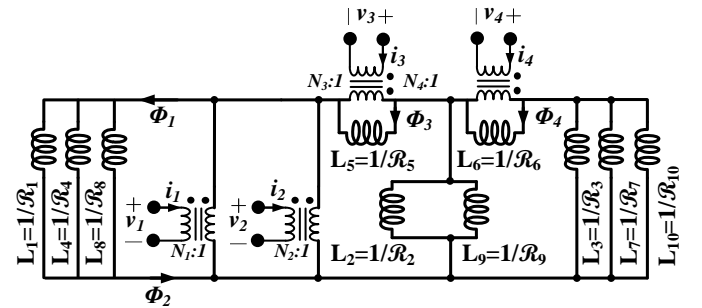 | v₃ +
| v₄ +
i₃
i₄
N₃:1
N₄:1
Φ₁
Φ₃
Φ₄
L₅=1/ℛ₅
L₆=1/ℛ₆
L₁=1/ℛ₁
L₄=1/ℛ₄
L₈=1/ℛ₈
+
v₁
–
i₁
N₁:1
+
v₂
–
i₂
N₂:1
L₂=1/ℛ₂
L₉=1/ℛ₉
L₃=1/ℛ₃
L₇=1/ℛ₇
L₁₀=1/ℛ₁₀
Φ₂